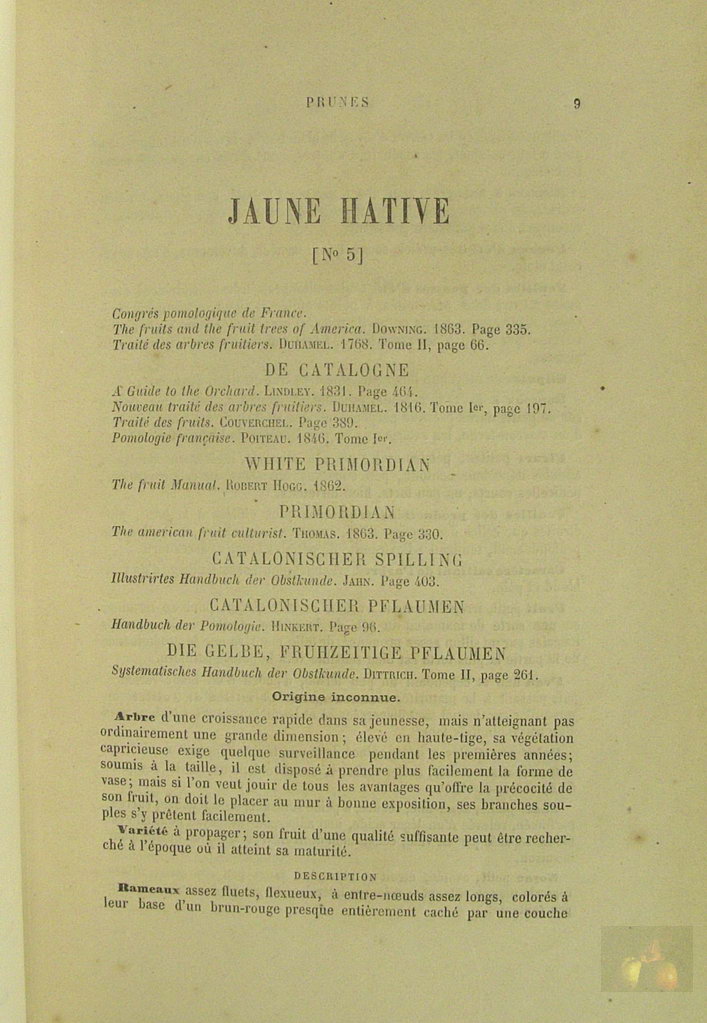 PRUNES 9
JAUNE HATIVE
[No 5]
Congrés pomologique de France.
The fruits and the fruit trees of America. DOWNING. 1863. Page 335.
Traité des arbres fruitiers. DUHAMEL. 1768. Tome II, page 66.
DE CATALOGNE
A Guide to the Orchard. LINDLEY. 1831. Page 464.
Nouveau traité des arbres fruitiers. DUHAMEL. 1816. Tome Ier, page 197.
Traité des fruits. COUVERCHEL. Page 389.
Pomologie française. POITEAU. 1846. Tome Ier.
WHITE PRIMORDIAN
The fruit Manual. ROBERT HOGG. 1862.
PRIMORDIAN
The american fruit culturist. THOMAS. 1863. Page 330.
CATALONISCHER SPILLING
Illustrirtes Handbuch der Obstkunde. JAHN. Page 403.
CATALONISCHER PFLAUMEN
Handbuch der Pomologie. HINKERT. Page 96.
DIE GELBE, FRUHZEITIGE PFLAUMEN
Systematisches Handbuch der Obstkunde. DITTRICH. Tome II, page 261.
Origine inconnue.
Arbre d'une croissance rapide dans sa jeunesse, mais n'atteignant pas
ordinairement une grande dimension; élevé en haute-tige, sa végétation
capricieuse exige quelque surveillance pendant les premières années;
soumis à la taille, il est disposé à prendre plus facilement la forme de
vase; mais si l'on veut jouir de tous les avantages qu'offre la précocité de
son fruit, on doit le placer au mur à bonne exposition, ses branches sou-
ples s'y prêtent facilement.
Variété à propager; son fruit d'une qualité suffisante peut être recher-
ché à l'époque où il atteint sa maturité.
DESCRIPTION
Rameaux assez fluets, flexueux, à entre-nœuds assez longs, colorés à
leur base d'un brun-rouge presque entièrement caché par une couche